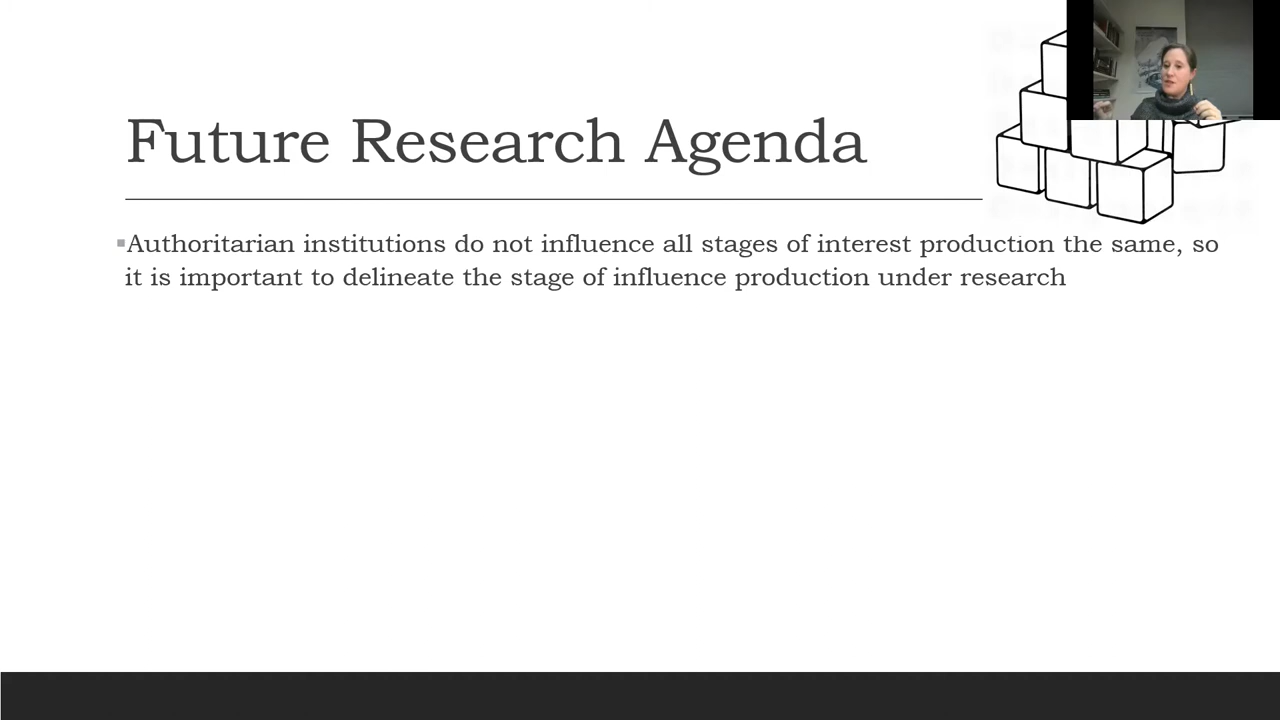 Future Research Agenda
▪Authoritarian institutions do not influence all stages of interest production the same, so
it is important to delineate the stage of influence production under research